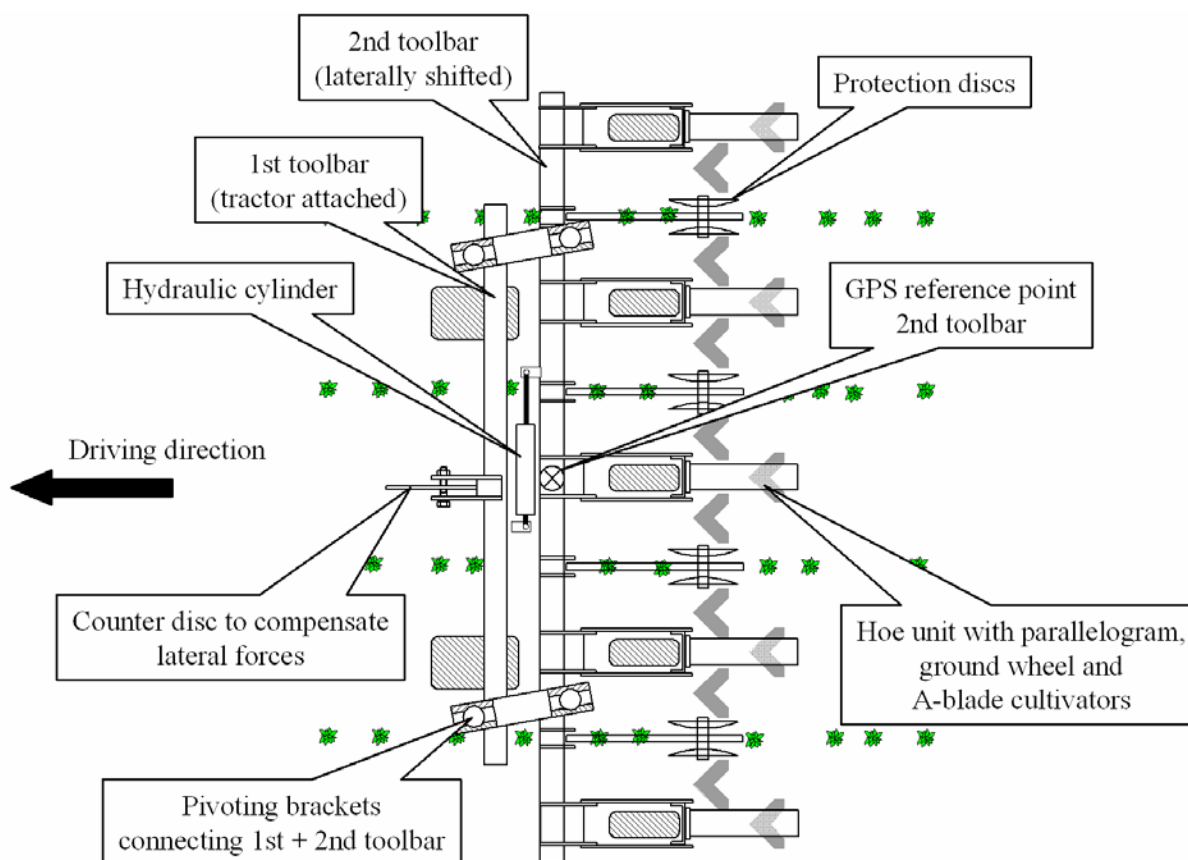 2nd toolbar
(laterally shifted)
Protection discs
1st toolbar
(tractor attached)
Hydraulic cylinder
GPS reference point
2nd toolbar
Driving direction
Counter disc to compensate
lateral forces
Hoe unit with parallelogram,
ground wheel and
A-blade cultivators
Pivoting brackets
connecting 1st + 2nd toolbar